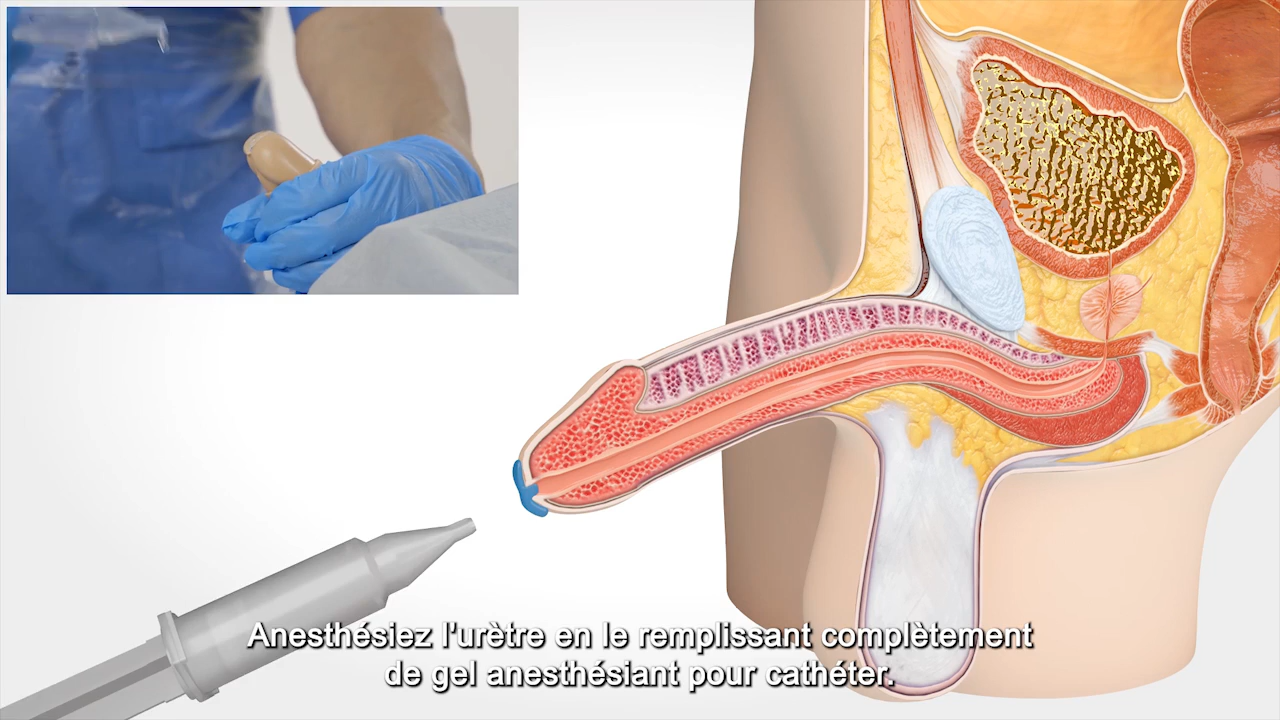 Anesthésiez l'urètre en le remplissant complètement
de gel anesthésiant pour cathéter.